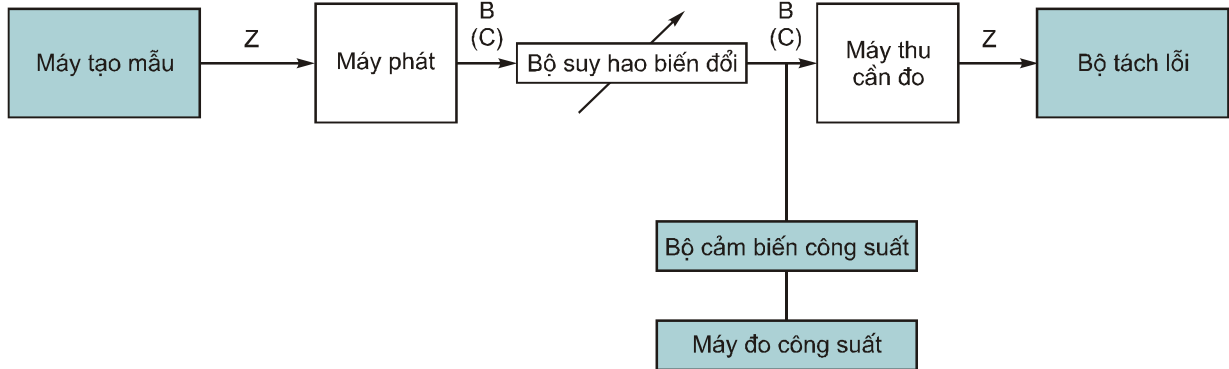 Máy tạo mẫu
Z
Máy phát
B
(C)
Bộ suy hao biến đổi
B
(C)
Máy thu
cần đo
Z
Bộ tách lỗi
Bộ cảm biến công suất
Máy đo công suất